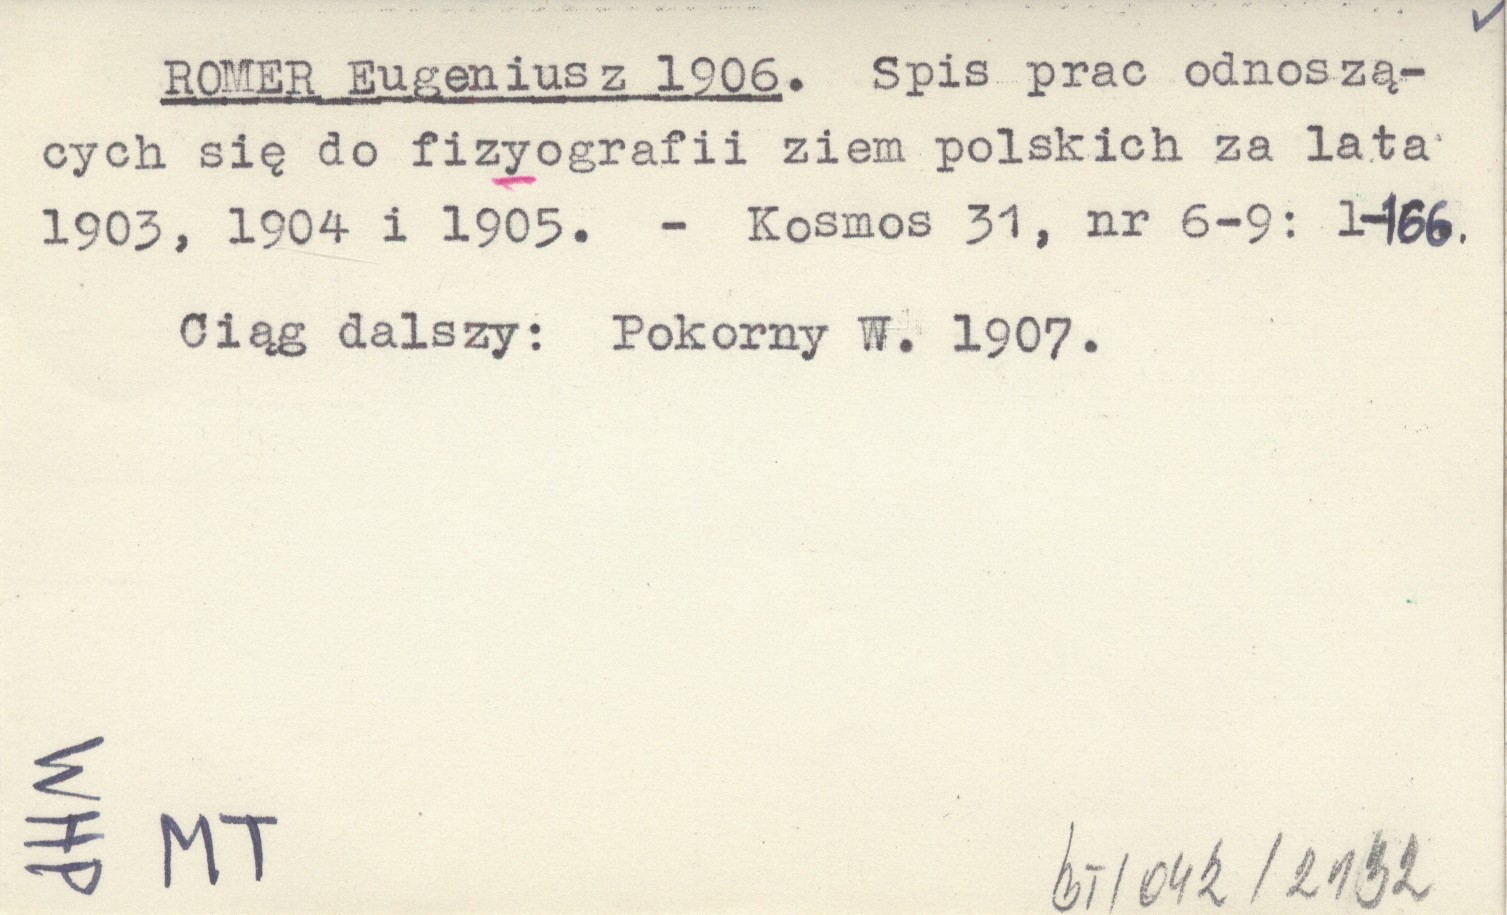 ROMER Eugeniusz 1906. Spis prac odnoszą-
cych się do fizyografii ziem polskich za lata
1903, 1904 i 1905. - Kosmos 31, nr 6-9: 1-166.
Ciąg dalszy: Pokorny W. 1907.
WHP
MT
/042/2132